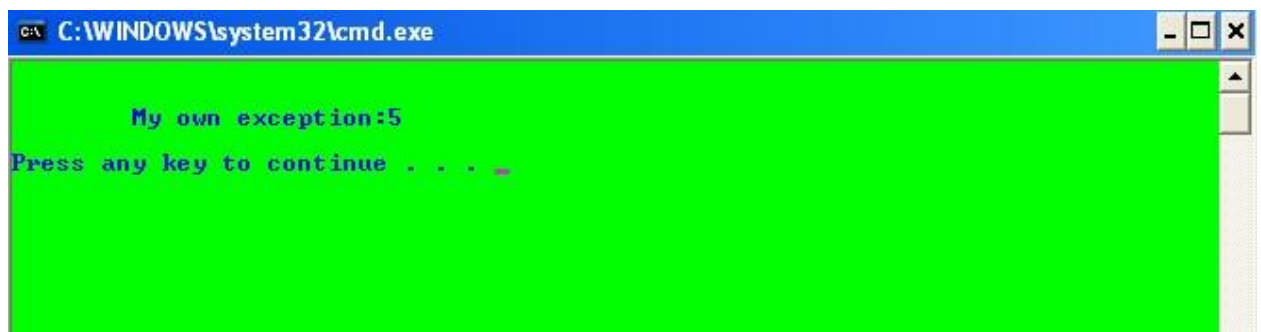 C:\WINDOWS\system32\cmd.exe
My own exception:5
Press any key to continue . . . _